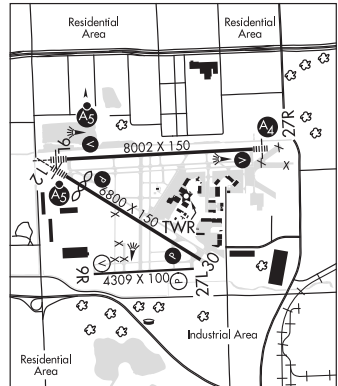 Residential
Area
Residential
Area
A5
A4
27R
V
9L
8002 X 150
V
12
A5
P
6800 X 150
TWR
30
V
P
9R
4309 X 100
P
27L
Industrial Area
Residential
Area